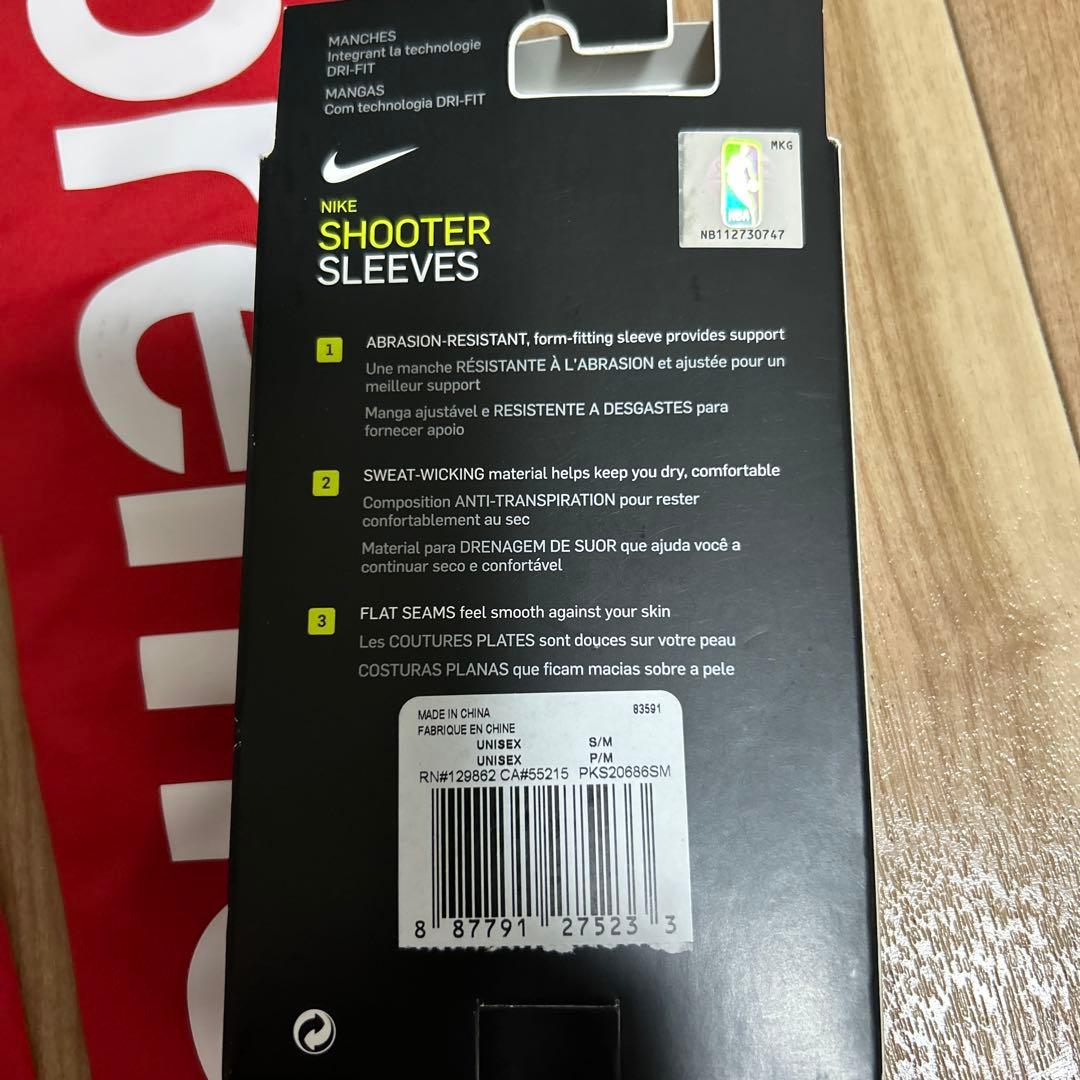 MANCHES
Integrant la technologie
DRI-FIT
MANGAS
Com technologia DRI-FIT
NIKE
SHOOTER
SLEEVES
MKG
NBA
NB112730747
1
ABRASION-RESISTANT, form-fitting sleeve provides support
Une manche RÉSISTANTE À L'ABRASION et ajustée pour un
meilleur support
Manga ajustável e RESISTENTE A DESGASTES para
fornecer apoio
2
SWEAT-WICKING material helps keep you dry, comfortable
Composition ANTI-TRANSPIRATION pour rester
confortablement au sec
Material para DRENAGEM DE SUOR que ajuda você a
continuar seco e confortável
3
FLAT SEAMS feel smooth against your skin
Les COUTURES PLATES sont douces sur votre peau
COSTURAS PLANAS que ficam macias sobre a pele
MADE IN CHINA 83591
FABRIQUE EN CHINE
UNISEX S/M
UNISEX P/M
RN#129862 CA#55215 PKS20686SM
8 87791 27523 3